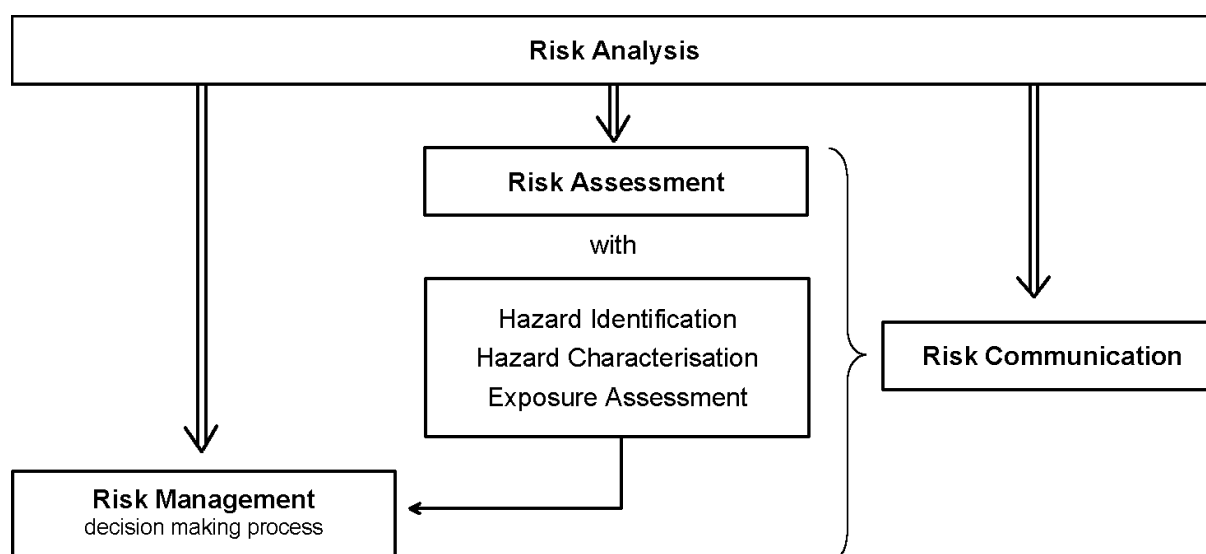 Risk Analysis
Risk Assessment
with
Hazard Identification
Hazard Characterisation
Exposure Assessment
Risk Communication
Risk Management
decision making process